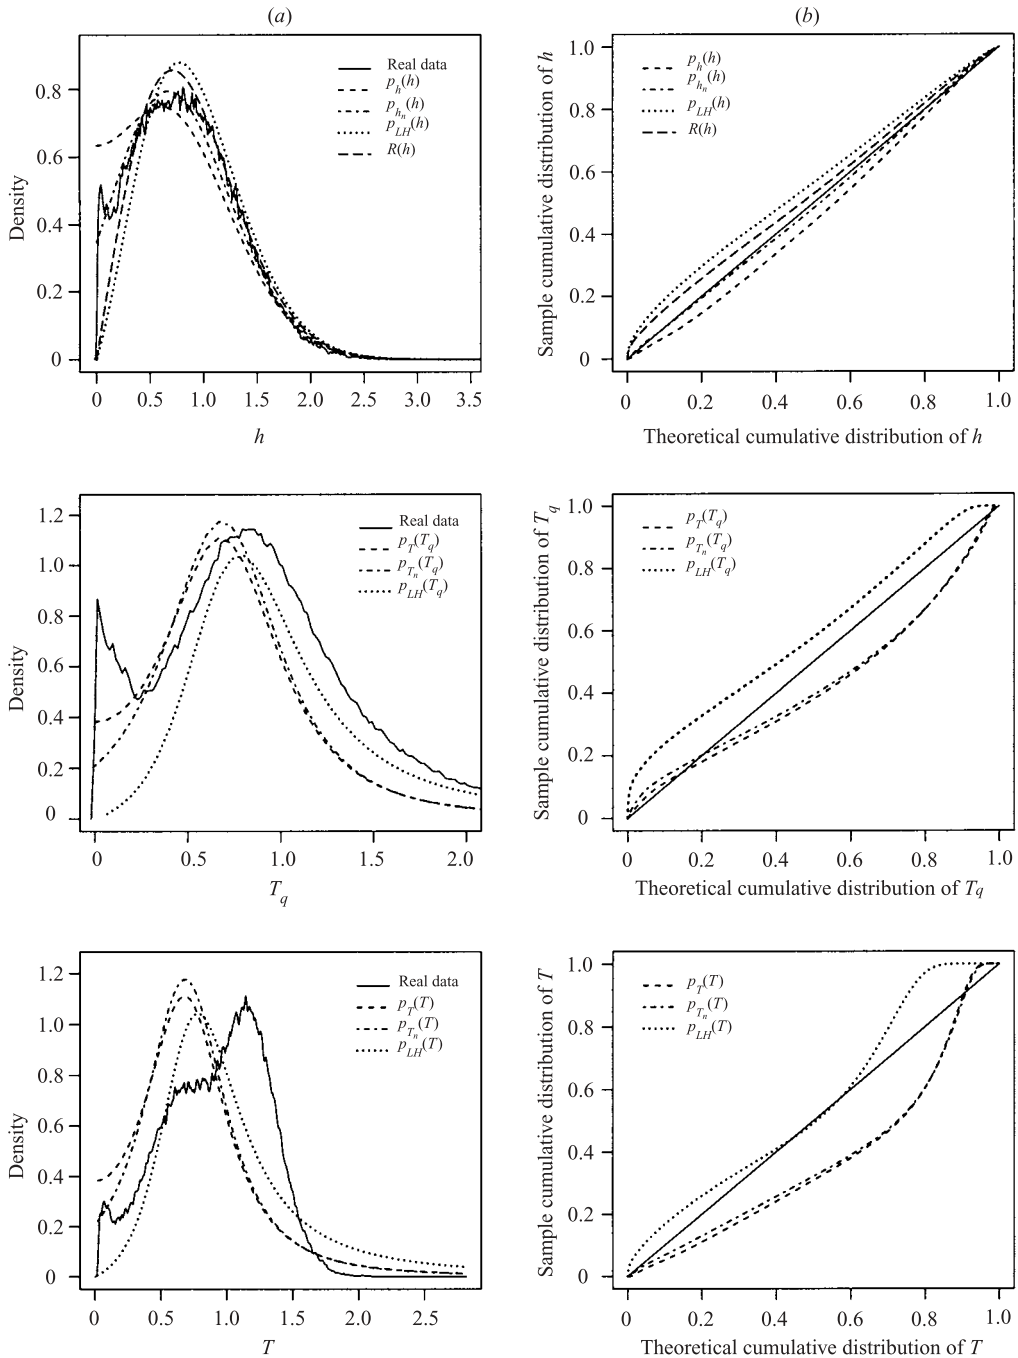 (a)
(b)
Density
0.8
0.6
0.4
0.2
0
Real data
p_h(h)
p_{h_n}(h)
p_{LH}(h)
R(h)
0 0.5 1.0 1.5 2.0 2.5 3.0 3.5
h
Sample cumulative distribution of h
1.0
0.8
0.6
0.4
0.2
0
p_h(h)
p_{h_n}(h)
p_{LH}(h)
R(h)
0 0.2 0.4 0.6 0.8 1.0
Theoretical cumulative distribution of h
Density
1.2
1.0
0.8
0.6
0.4
0.2
0
Real data
p_T(T_q)
p_{T_n}(T_q)
p_{LH}(T_q)
0 0.5 1.0 1.5 2.0
T_q
Sample cumulative distribution of T_q
1.0
0.8
0.6
0.4
0.2
0
p_T(T_q)
p_{T_n}(T_q)
p_{LH}(T_q)
0 0.2 0.4 0.6 0.8 1.0
Theoretical cumulative distribution of T_q
Density
1.2
1.0
0.8
0.6
0.4
0.2
0
Real data
p_T(T)
p_{T_n}(T)
p_{LH}(T)
0 0.5 1.0 1.5 2.0 2.5
T
Sample cumulative distribution of T
1.0
0.8
0.6
0.4
0.2
0
p_T(T)
p_{T_n}(T)
p_{LH}(T)
0 0.2 0.4 0.6 0.8 1.0
Theoretical cumulative distribution of T